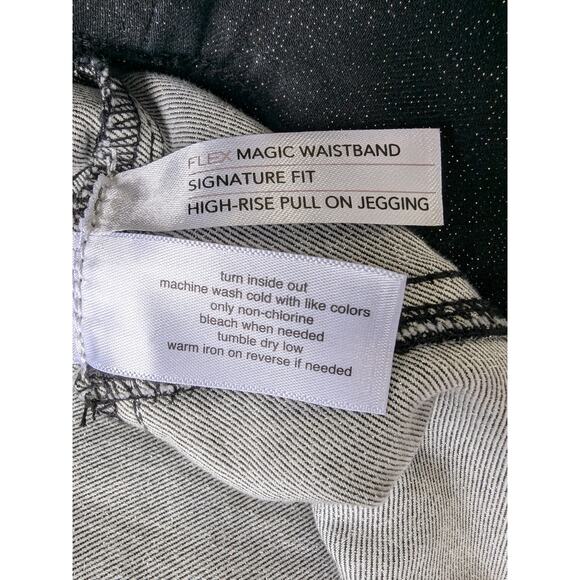 FLEX MAGIC WAISTBAND
SIGNATURE FIT
HIGH-RISE PULL ON JEGGING
turn inside out
machine wash cold with like colors
only non-chlorine
bleach when needed
tumble dry low
warm iron on reverse if needed